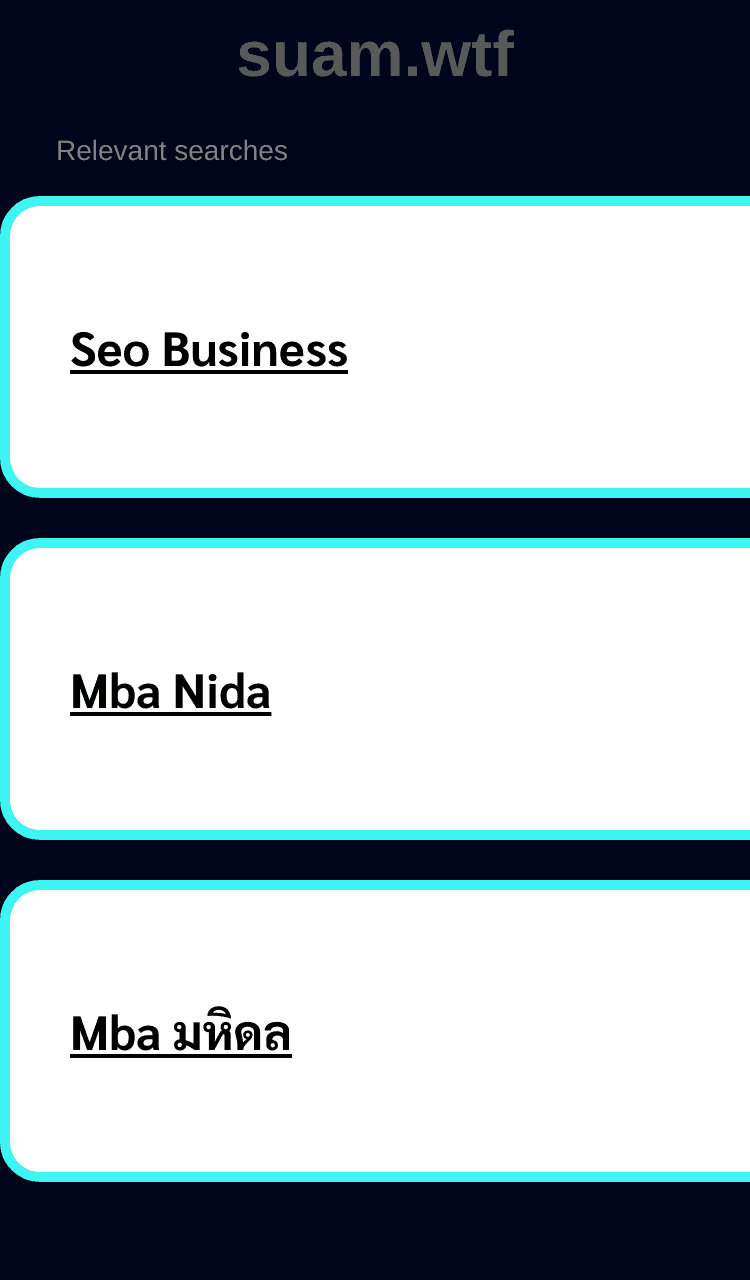 suam.wtf
Relevant searches
Seo Business
Mba Nida
Mba มหิดล